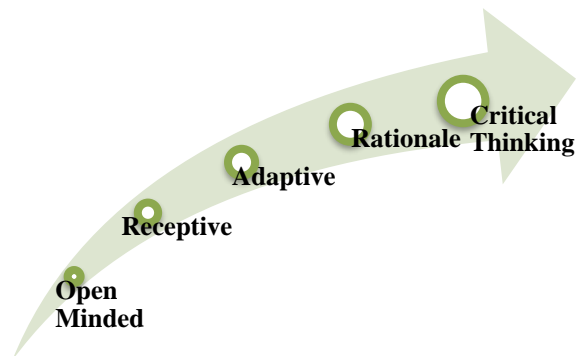 Open
Minded
Receptive
Adaptive
Rationale
Critical
Thinking